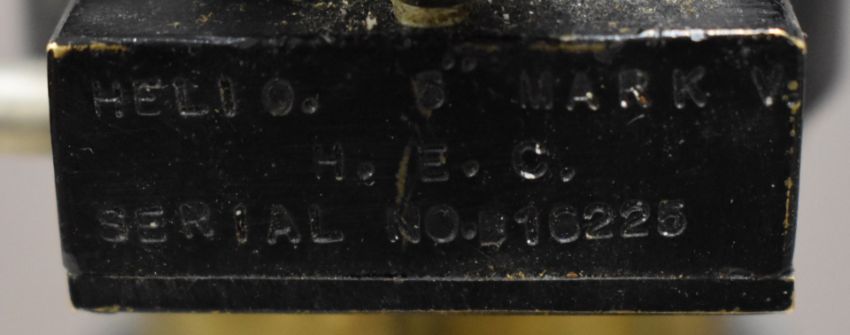 HELIO. 5" MARK V.
H. E. C.
SERIAL NO. 16225